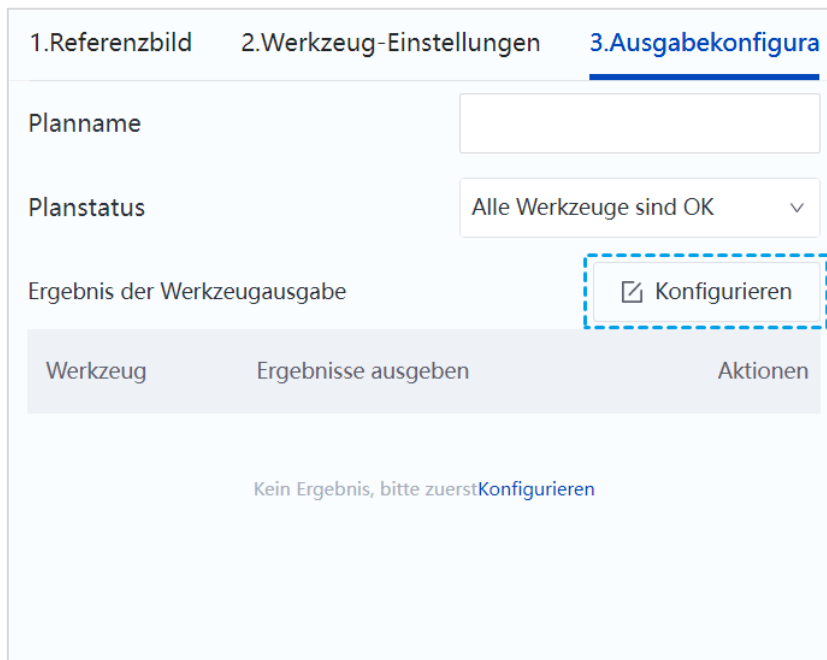 1.Referenzbild 2.Werkzeug-Einstellungen 3.Ausgabekonfigura
Planname
Planstatus Alle Werkzeuge sind OK
Ergebnis der Werkzeugausgabe Konfigurieren
Werkzeug Ergebnisse ausgeben Aktionen
Kein Ergebnis, bitte zuerstKonfigurieren